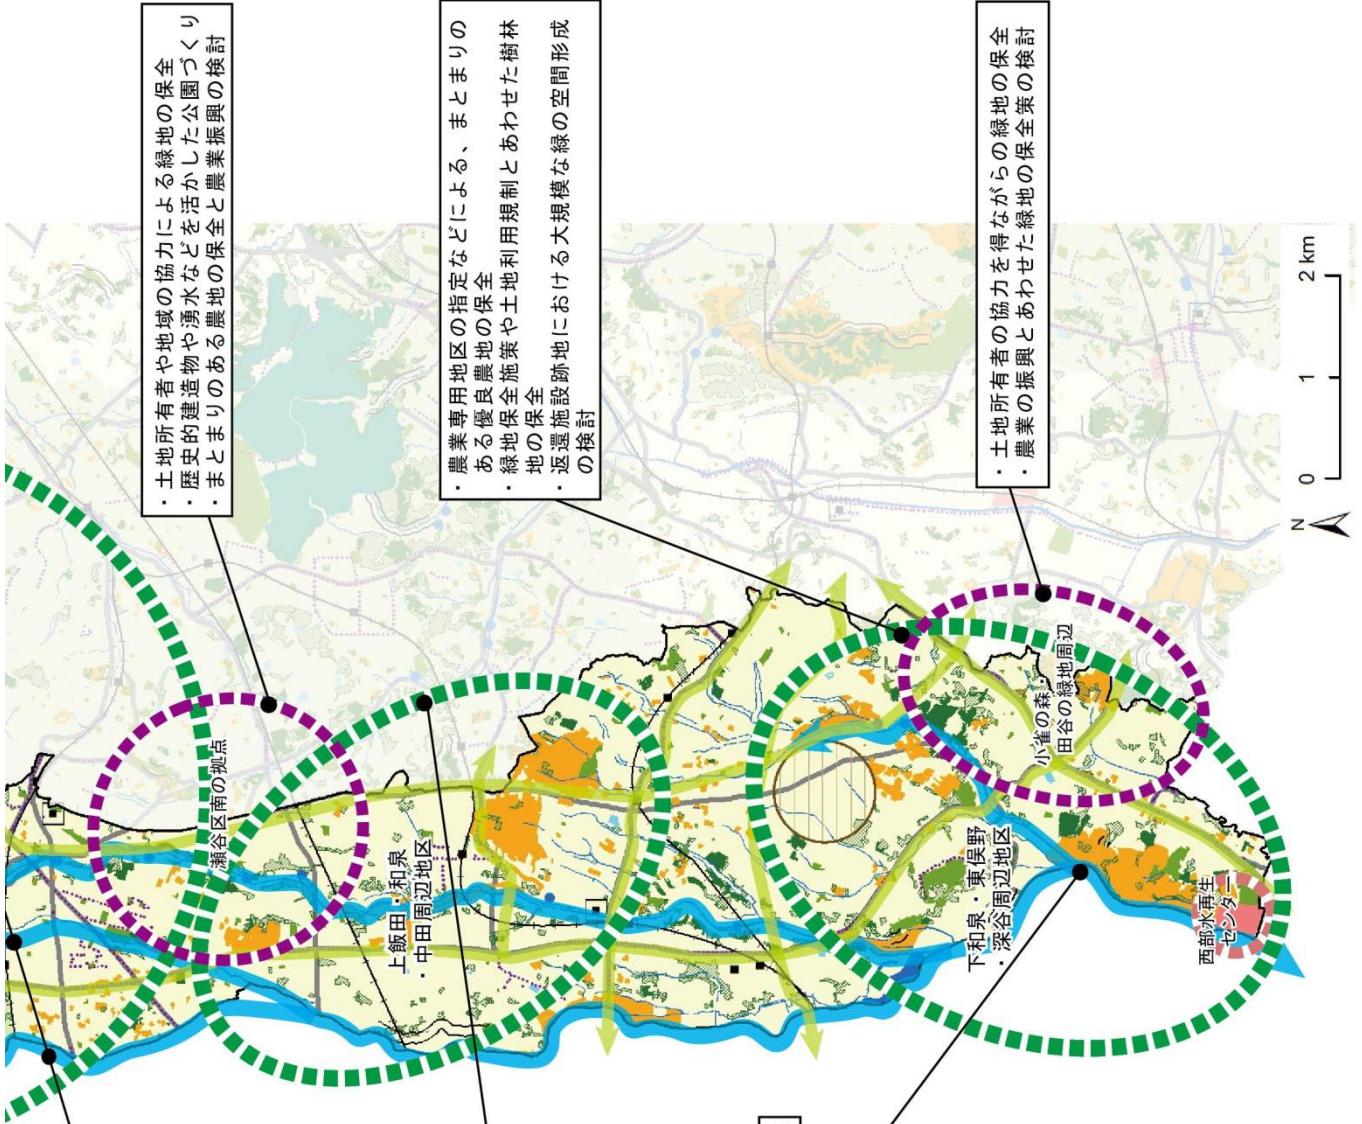 ・土地所有者や地域の協力による緑地の保全
・歴史的建造物や湧水などを活かした公園づくり
・まとまりのある農地の保全と農業振興の検討
・農業専用地区の指定などによる、まとまりの
ある優良農地の保全
・緑地保全施策や土地利用規制とあわせた樹林
地の保全
・返還施設跡地における大規模な緑の空間形成
の検討
・土地所有者の協力を得ながらの緑地の保全
・農業の振興とあわせた緑地の保全策の検討
瀬谷区南の拠点
上飯田・和泉
・中田周辺地区
下和泉・東俣野
・深谷周辺地区
小雀の森・
田谷の緑地周辺
西部水再生
センター
N
0 1 2 km